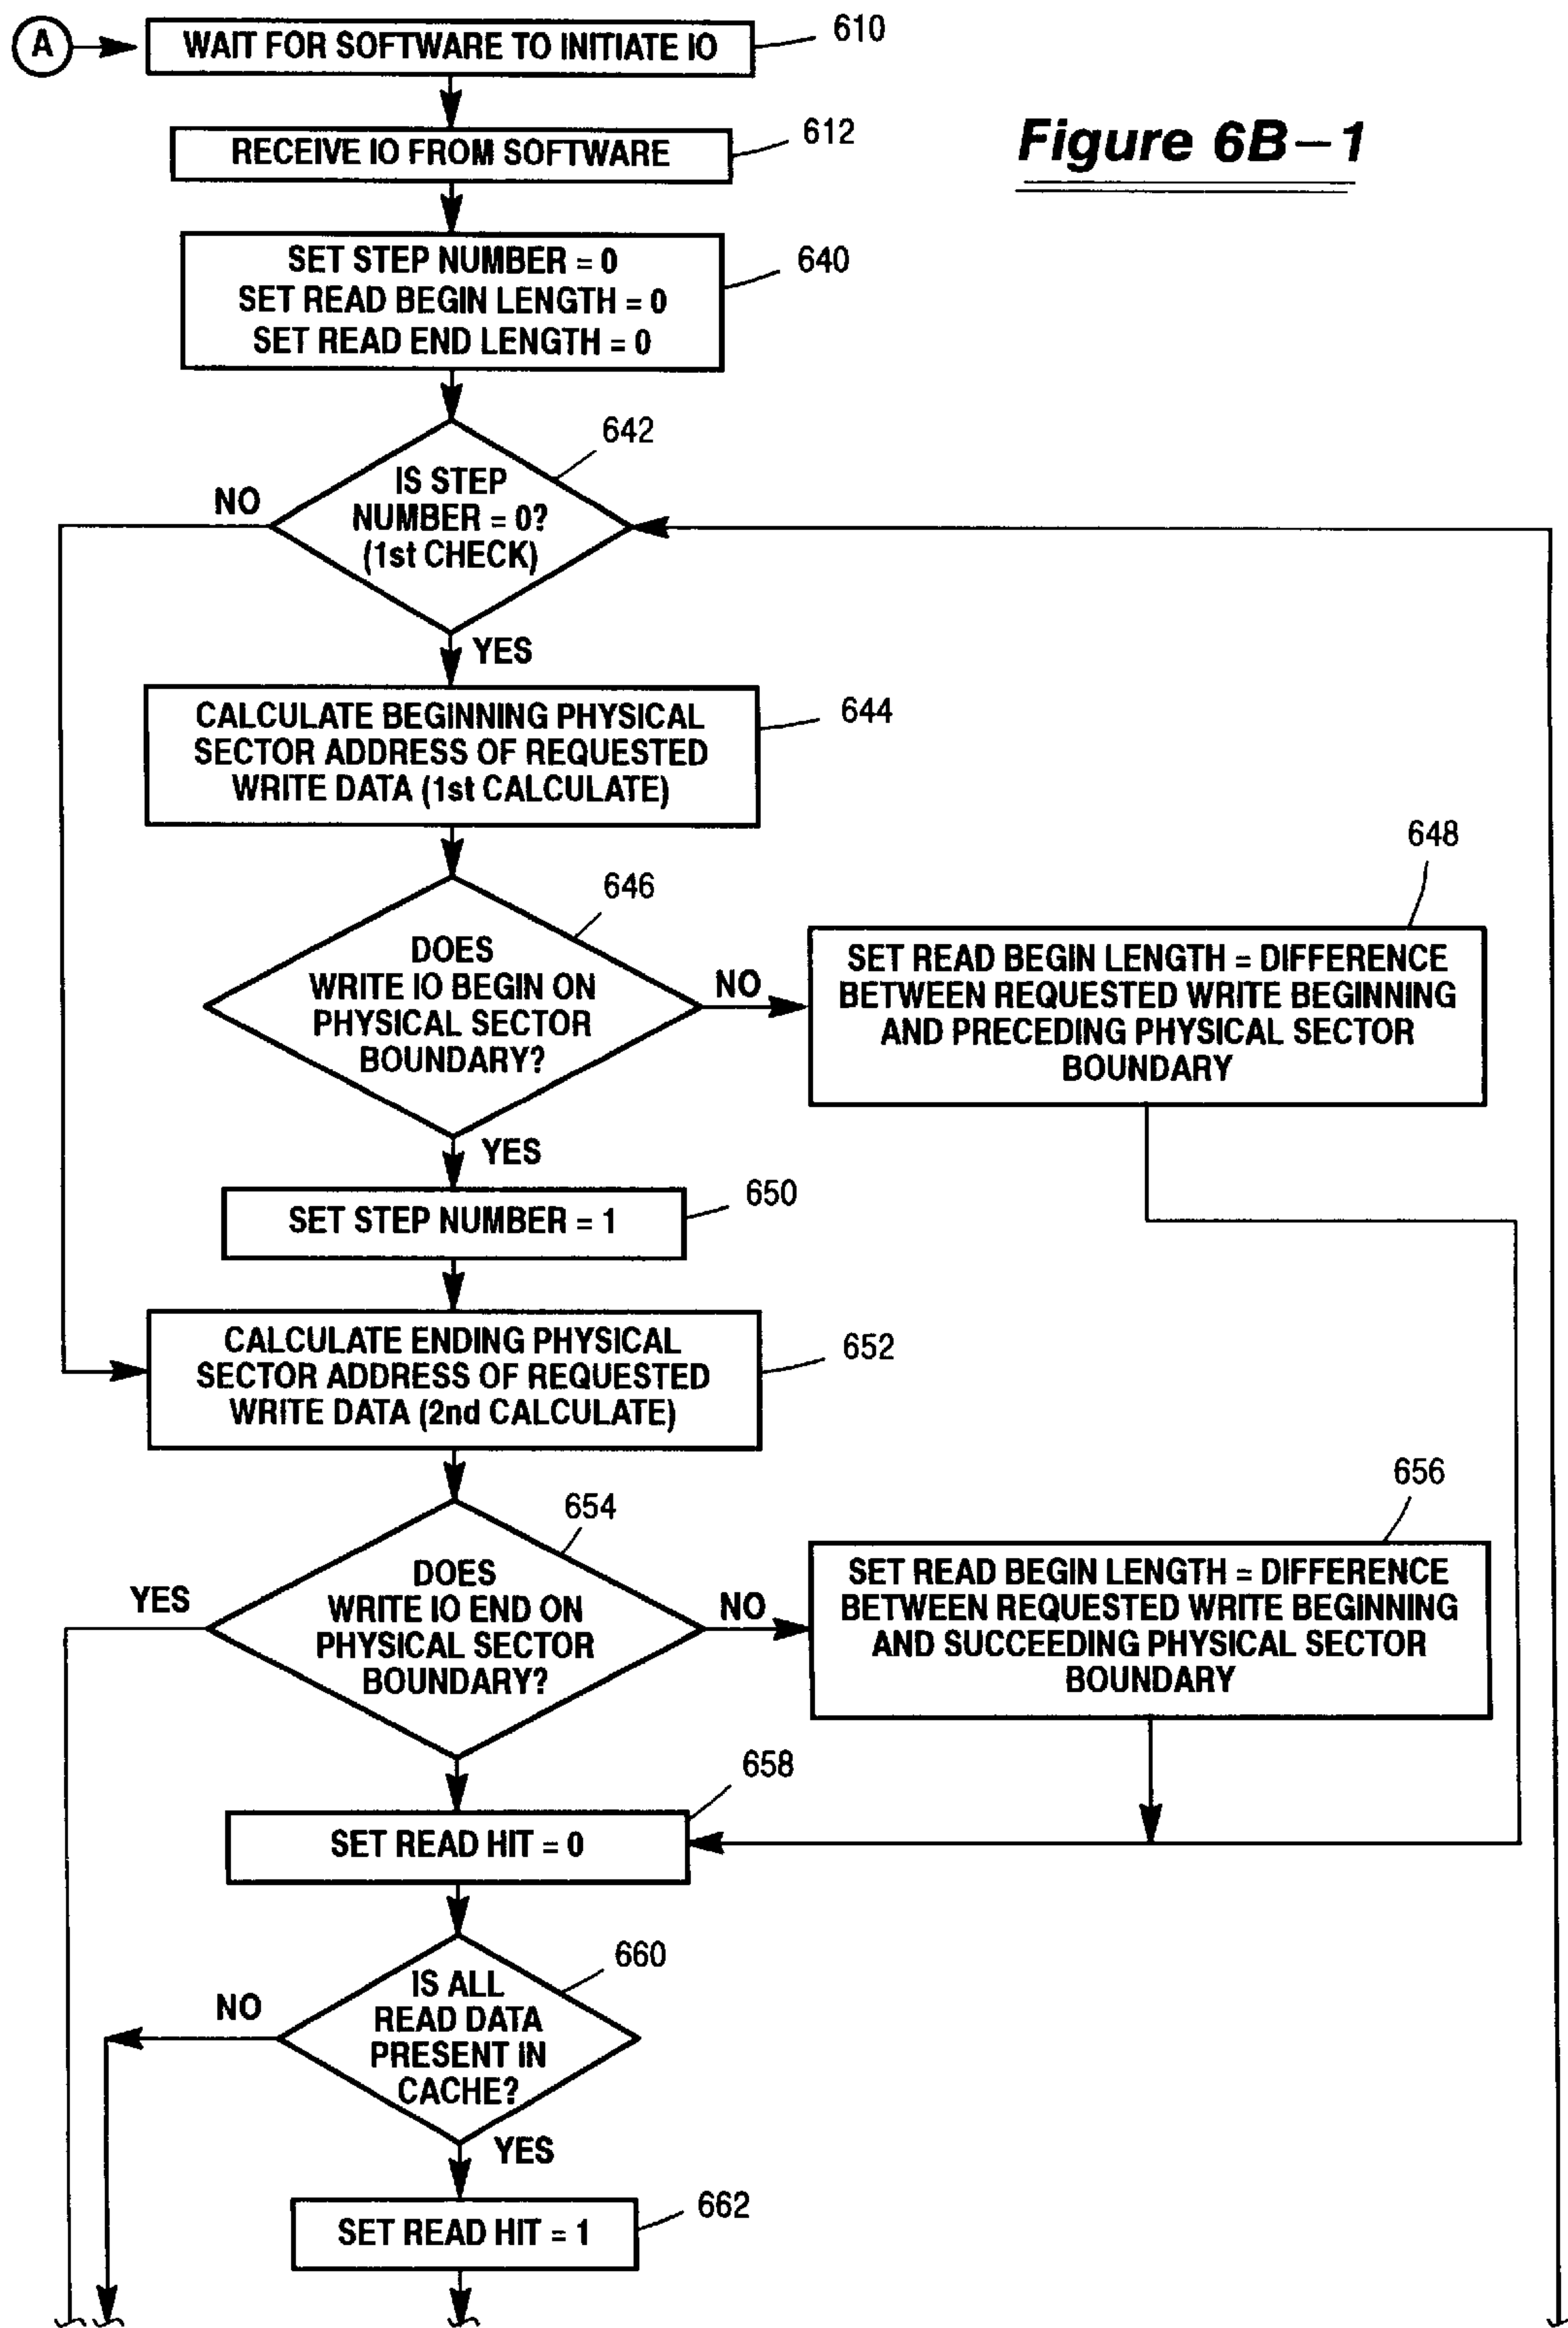 A
WAIT FOR SOFTWARE TO INITIATE IO
610
RECEIVE IO FROM SOFTWARE
612
Figure 6B–1
SET STEP NUMBER = 0
SET READ BEGIN LENGTH = 0
SET READ END LENGTH = 0
640
642
IS STEP
NUMBER = 0?
(1st CHECK)
NO
YES
CALCULATE BEGINNING PHYSICAL
SECTOR ADDRESS OF REQUESTED
WRITE DATA (1st CALCULATE)
644
646
DOES
WRITE IO BEGIN ON
PHYSICAL SECTOR
BOUNDARY?
NO
648
SET READ BEGIN LENGTH = DIFFERENCE
BETWEEN REQUESTED WRITE BEGINNING
AND PRECEDING PHYSICAL SECTOR
BOUNDARY
YES
SET STEP NUMBER = 1
650
CALCULATE ENDING PHYSICAL
SECTOR ADDRESS OF REQUESTED
WRITE DATA (2nd CALCULATE)
652
654
YES
DOES
WRITE IO END ON
PHYSICAL SECTOR
BOUNDARY?
NO
656
SET READ BEGIN LENGTH = DIFFERENCE
BETWEEN REQUESTED WRITE BEGINNING
AND SUCCEEDING PHYSICAL SECTOR
BOUNDARY
658
SET READ HIT = 0
660
NO
IS ALL
READ DATA
PRESENT IN
CACHE?
YES
SET READ HIT = 1
662